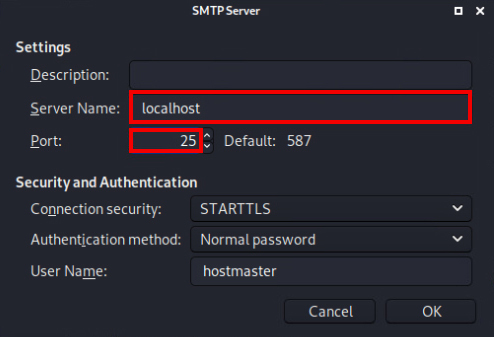 SMTP Server
Settings
Description:
Server Name: localhost
Port: 25 Default: 587
Security and Authentication
Connection security: STARTTLS
Authentication method: Normal password
User Name: hostmaster
Cancel OK